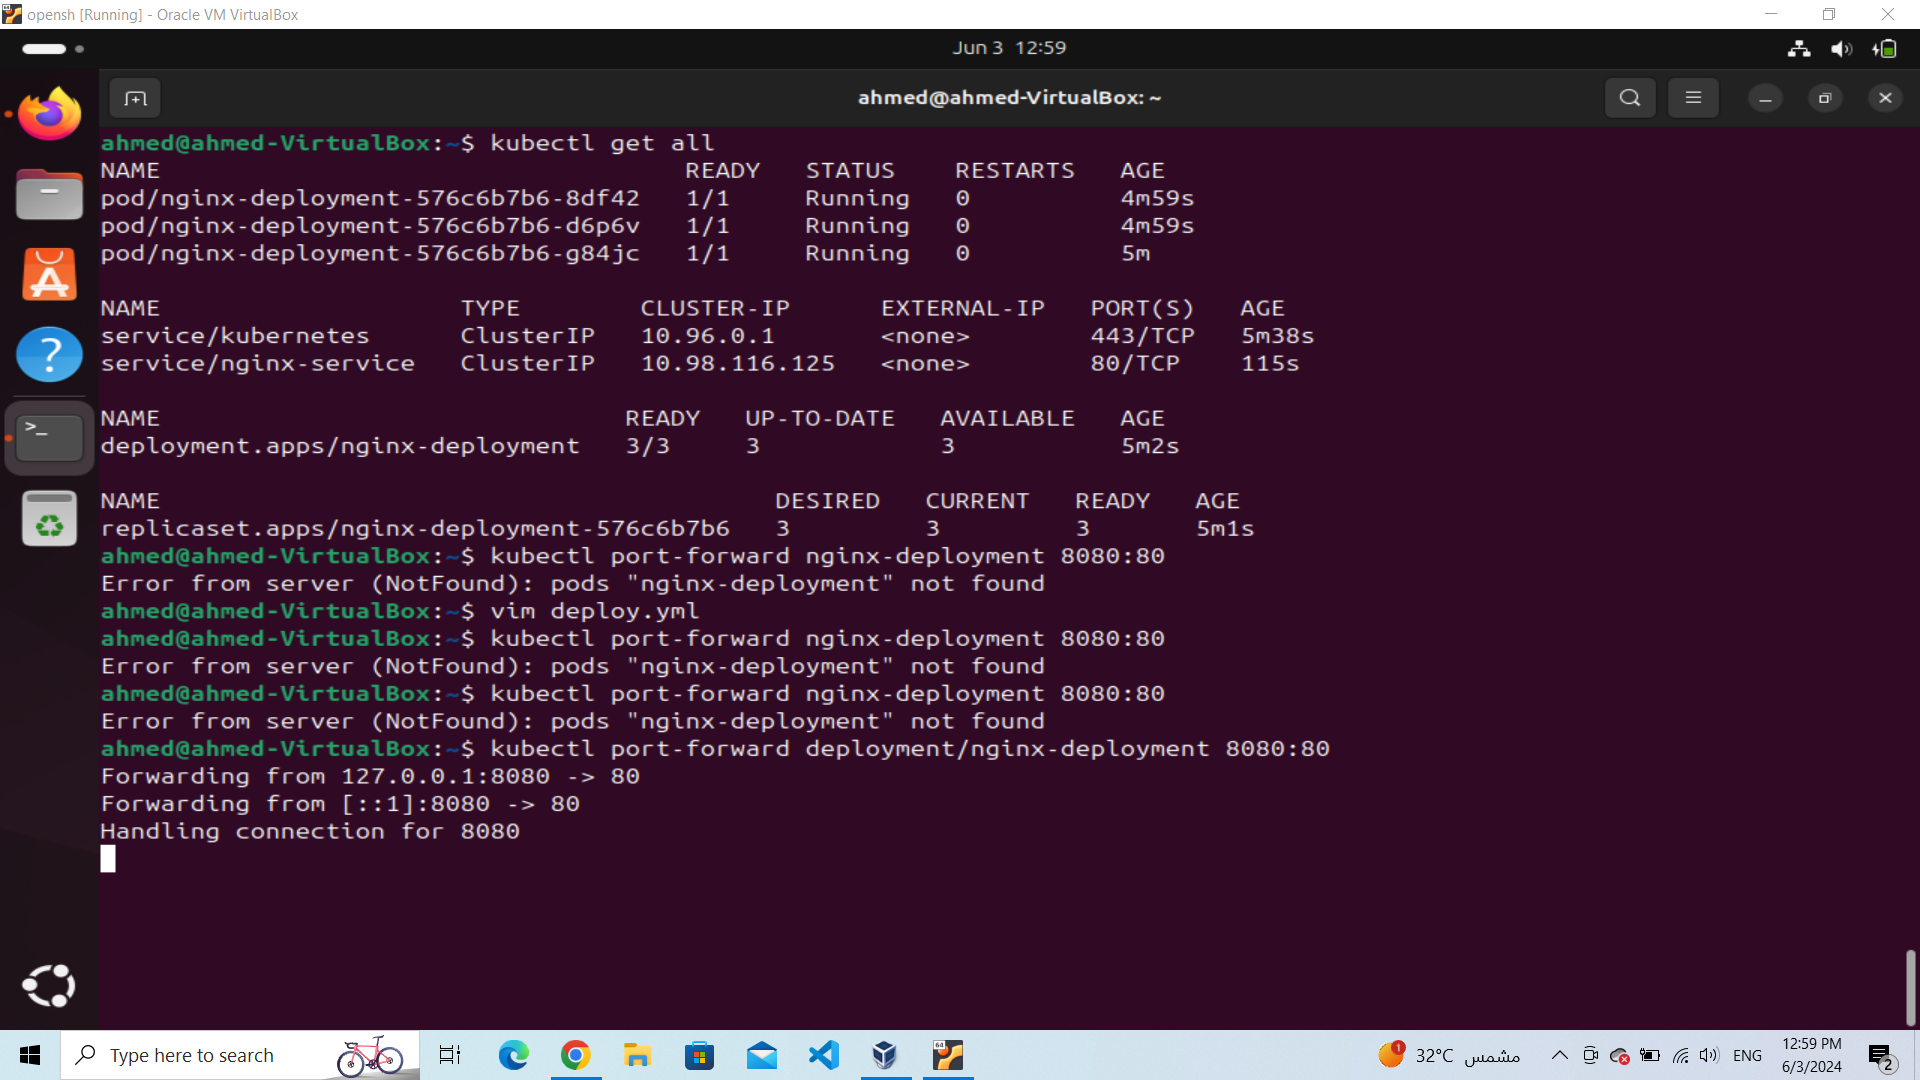 opensh [Running] - Oracle VM VirtualBox
Jun 3 12:59
ahmed@ahmed-VirtualBox: ~
ahmed@ahmed-VirtualBox:~$ kubectl get all
NAME READY STATUS RESTARTS AGE
pod/nginx-deployment-576c6b7b6-8df42 1/1 Running 0 4m59s
pod/nginx-deployment-576c6b7b6-d6p6v 1/1 Running 0 4m59s
pod/nginx-deployment-576c6b7b6-g84jc 1/1 Running 0 5m
NAME TYPE CLUSTER-IP EXTERNAL-IP PORT(S) AGE
service/kubernetes ClusterIP 10.96.0.1 <none> 443/TCP 5m38s
service/nginx-service ClusterIP 10.98.116.125 <none> 80/TCP 115s
NAME READY UP-TO-DATE AVAILABLE AGE
deployment.apps/nginx-deployment 3/3 3 3 5m2s
NAME DESIRED CURRENT READY AGE
replicaset.apps/nginx-deployment-576c6b7b6 3 3 3 5m1s
ahmed@ahmed-VirtualBox:~$ kubectl port-forward nginx-deployment 8080:80
Error from server (NotFound): pods "nginx-deployment" not found
ahmed@ahmed-VirtualBox:~$ vim deploy.yml
ahmed@ahmed-VirtualBox:~$ kubectl port-forward nginx-deployment 8080:80
Error from server (NotFound): pods "nginx-deployment" not found
ahmed@ahmed-VirtualBox:~$ kubectl port-forward nginx-deployment 8080:80
Error from server (NotFound): pods "nginx-deployment" not found
ahmed@ahmed-VirtualBox:~$ kubectl port-forward deployment/nginx-deployment 8080:80
Forwarding from 127.0.0.1:8080 -> 80
Forwarding from [::1]:8080 -> 80
Handling connection for 8080
Type here to search
1
32°C مشمس
ENG
12:59 PM
6/3/2024
2